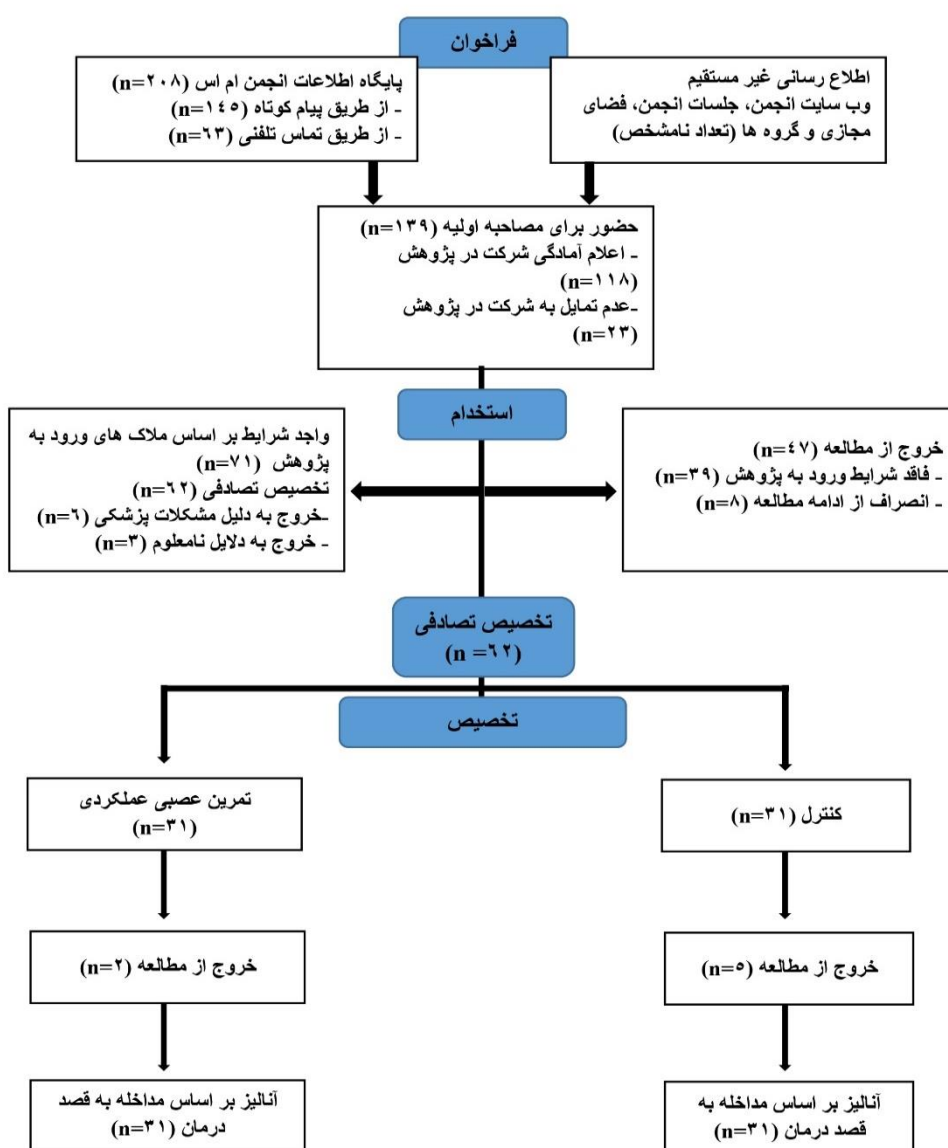 فراخوان
اطلاع رسانی غیر مستقیم
وب سایت انجمن، جلسات انجمن، فضای
مجازی و گروه ها (تعداد نامشخص)
پایگاه اطلاعات انجمن ام اس (n=۲۰۸)
- از طریق پیام کوتاه (n=۱٤٥)
- از طریق تماس تلفنی (n=٦۳)
حضور برای مصاحبه اولیه (n=۱۳۹)
- اعلام آمادگی شرکت در پژوهش
(n=۱۱۸)
-عدم تمایل به شرکت در پژوهش
(n=۲۳)
استخدام
خروج از مطالعه (n=٤۷)
- فاقد شرایط ورود به پژوهش (n=۳۹)
- انصراف از ادامه مطالعه (n=۸)
واجد شرایط بر اساس ملاک های ورود به
پژوهش (n=۷۱)
تخصیص تصادفی (n=٦۲)
-خروج به دلیل مشکلات پزشکی (n=٦)
- خروج به دلایل نامعلوم (n=۳)
تخصیص تصادفی
(n =٦۲)
تخصیص
کنترل (n=۳۱)
تمرین عصبی عملکردی
(n=۳۱)
خروج از مطالعه (n=٥)
خروج از مطالعه (n=۲)
آنالیز بر اساس مداخله به
قصد درمان (n=۳۱)
آنالیز بر اساس مداخله به قصد
درمان (n=۳۱)